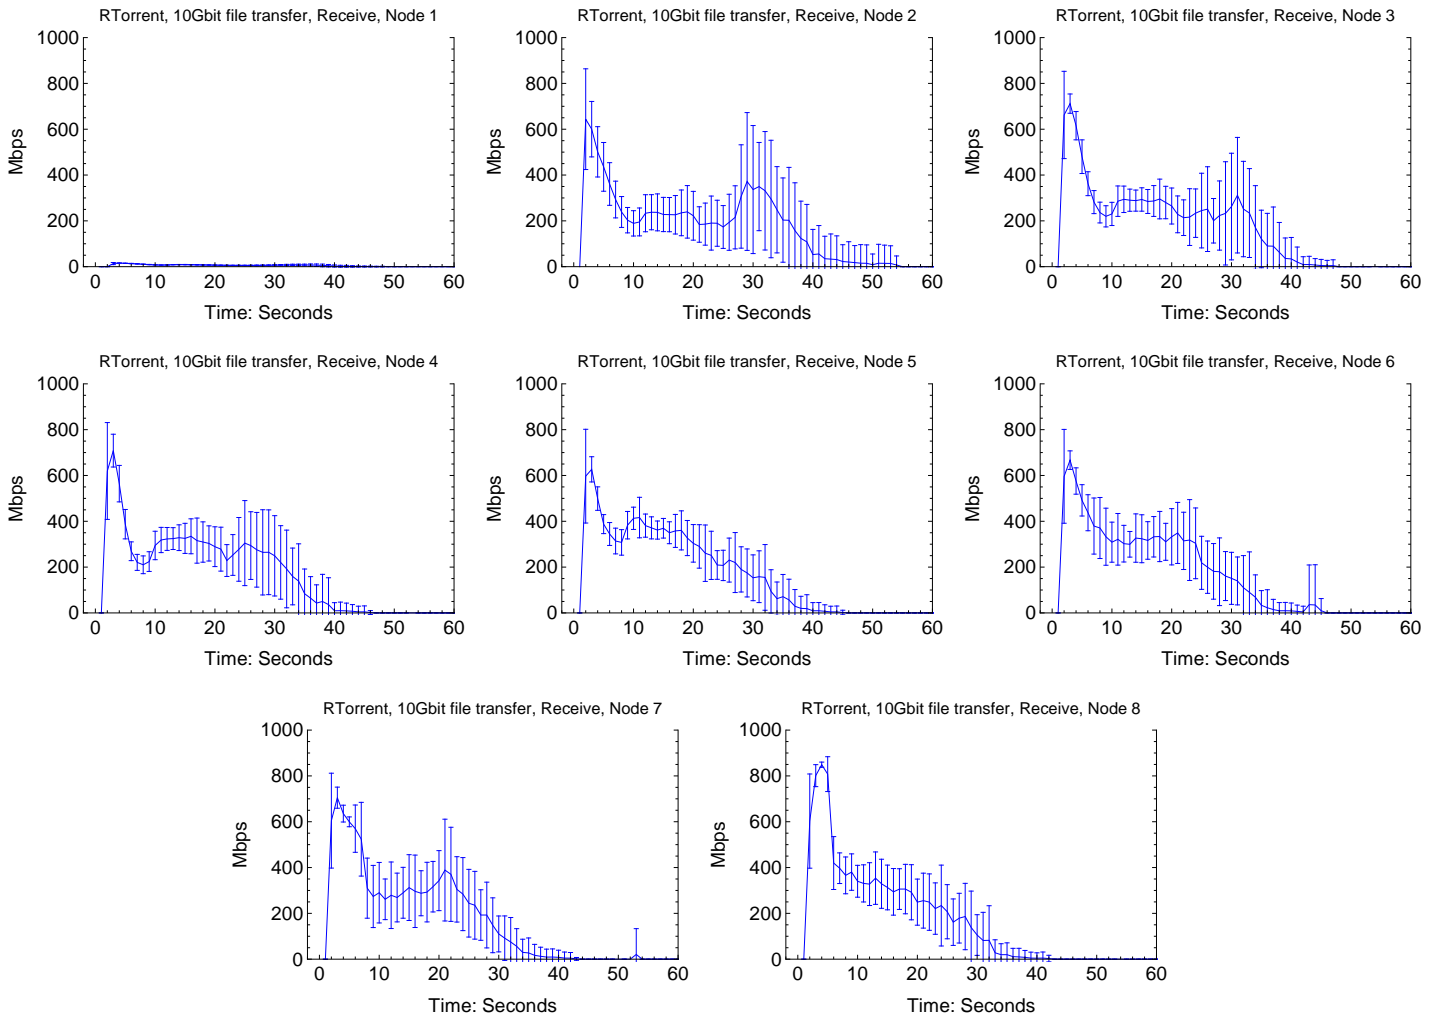 RTorrent, 10Gbit file transfer, Receive, Node 1
1000
800
600
400
200
0
Mbps
0 10 20 30 40 50 60
Time: Seconds
RTorrent, 10Gbit file transfer, Receive, Node 2
1000
800
600
400
200
0
Mbps
0 10 20 30 40 50 60
Time: Seconds
RTorrent, 10Gbit file transfer, Receive, Node 3
1000
800
600
400
200
0
Mbps
0 10 20 30 40 50 60
Time: Seconds
RTorrent, 10Gbit file transfer, Receive, Node 4
1000
800
600
400
200
0
Mbps
0 10 20 30 40 50 60
Time: Seconds
RTorrent, 10Gbit file transfer, Receive, Node 5
1000
800
600
400
200
0
Mbps
0 10 20 30 40 50 60
Time: Seconds
RTorrent, 10Gbit file transfer, Receive, Node 6
1000
800
600
400
200
0
Mbps
0 10 20 30 40 50 60
Time: Seconds
RTorrent, 10Gbit file transfer, Receive, Node 7
1000
800
600
400
200
0
Mbps
0 10 20 30 40 50 60
Time: Seconds
RTorrent, 10Gbit file transfer, Receive, Node 8
1000
800
600
400
200
0
Mbps
0 10 20 30 40 50 60
Time: Seconds